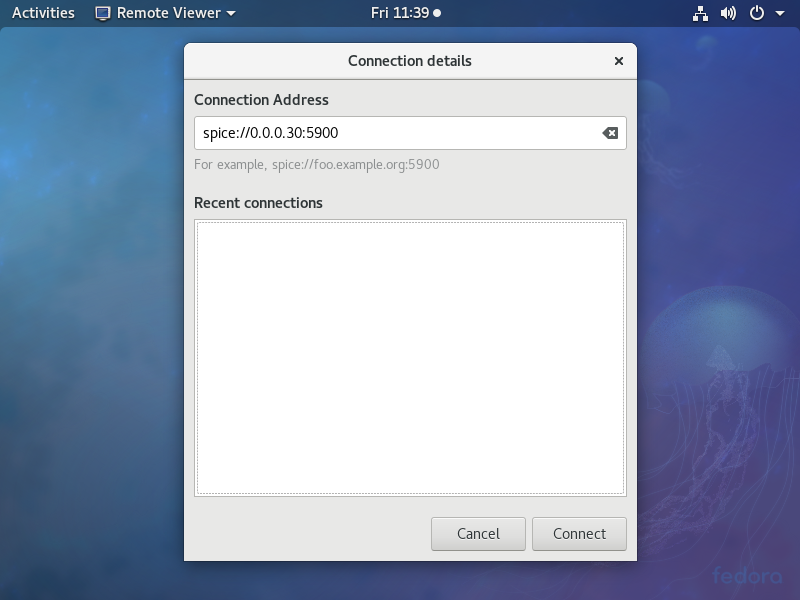 Activities Remote Viewer Fri 11:39
Connection details
Connection Address
spice://0.0.0.30:5900
For example, spice://foo.example.org:5900
Recent connections
Cancel Connect
fedora